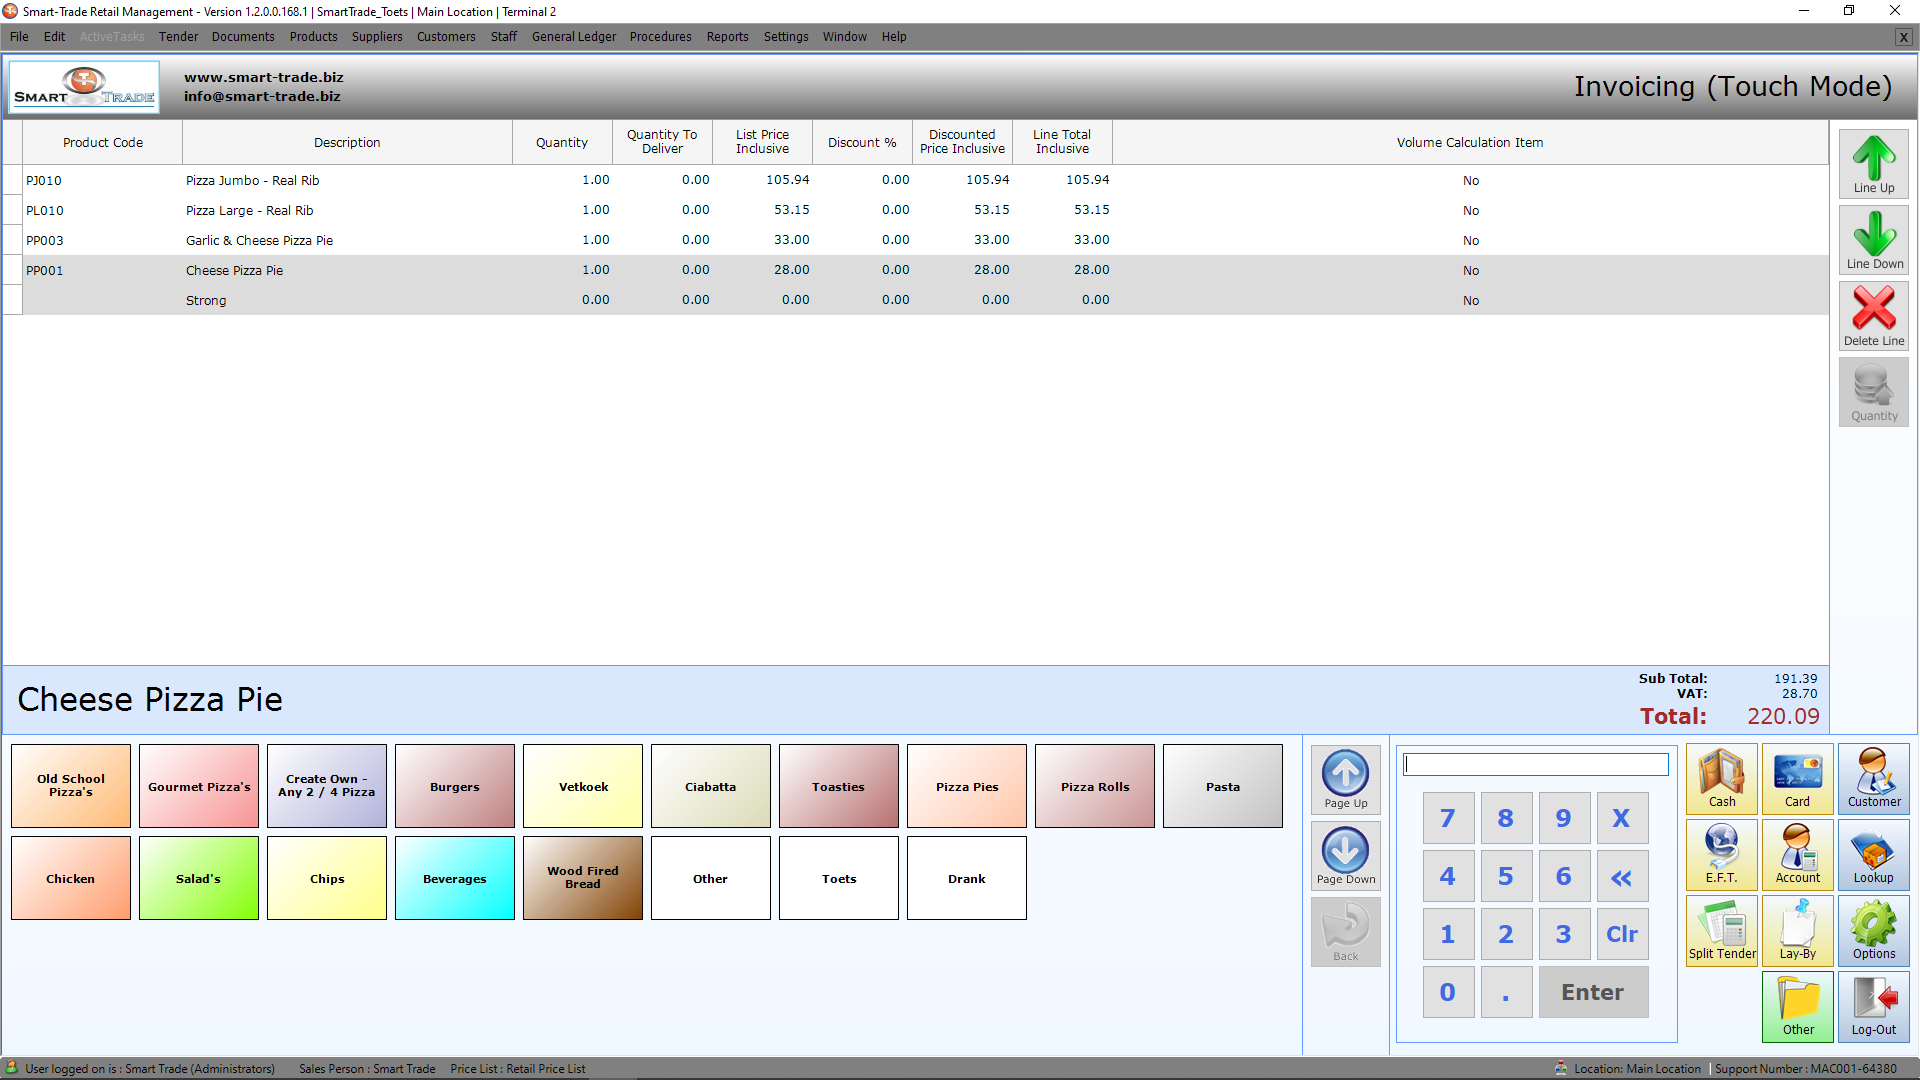 Smart-Trade Retail Management - Version 1.2.0.0.168.1 | SmartTrade_Toets | Main Location | Terminal 2
File Edit ActiveTasks Tender Documents Products Suppliers Customers Staff General Ledger Procedures Reports Settings Window Help X
SMART TRADE
www.smart-trade.biz
info@smart-trade.biz
Invoicing (Touch Mode)
Product Code Description Quantity Quantity To Deliver List Price Inclusive Discount % Discounted Price Inclusive Line Total Inclusive Volume Calculation Item
PJ010 Pizza Jumbo - Real Rib 1.00 0.00 105.94 0.00 105.94 105.94 No
PL010 Pizza Large - Real Rib 1.00 0.00 53.15 0.00 53.15 53.15 No
PP003 Garlic & Cheese Pizza Pie 1.00 0.00 33.00 0.00 33.00 33.00 No
PP001 Cheese Pizza Pie 1.00 0.00 28.00 0.00 28.00 28.00 No
Strong 0.00 0.00 0.00 0.00 0.00 0.00 No
Line Up
Line Down
Delete Line
Quantity
Cheese Pizza Pie
Sub Total: 191.39
VAT: 28.70
Total: 220.09
Old School Pizza's
Gourmet Pizza's
Create Own - Any 2 / 4 Pizza
Burgers
Vetkoek
Ciabatta
Toasties
Pizza Pies
Pizza Rolls
Pasta
Chicken
Salad's
Chips
Beverages
Wood Fired Bread
Other
Toets
Drank
Page Up
Page Down
Back
7 8 9 X
4 5 6 «
1 2 3 Clr
0 . Enter
Cash Card Customer
E.F.T. Account Lookup
Split Tender Lay-By Options
Other Log-Out
User logged on is : Smart Trade (Administrators) Sales Person : Smart Trade Price List : Retail Price List Location: Main Location | Support Number : MAC001-64380